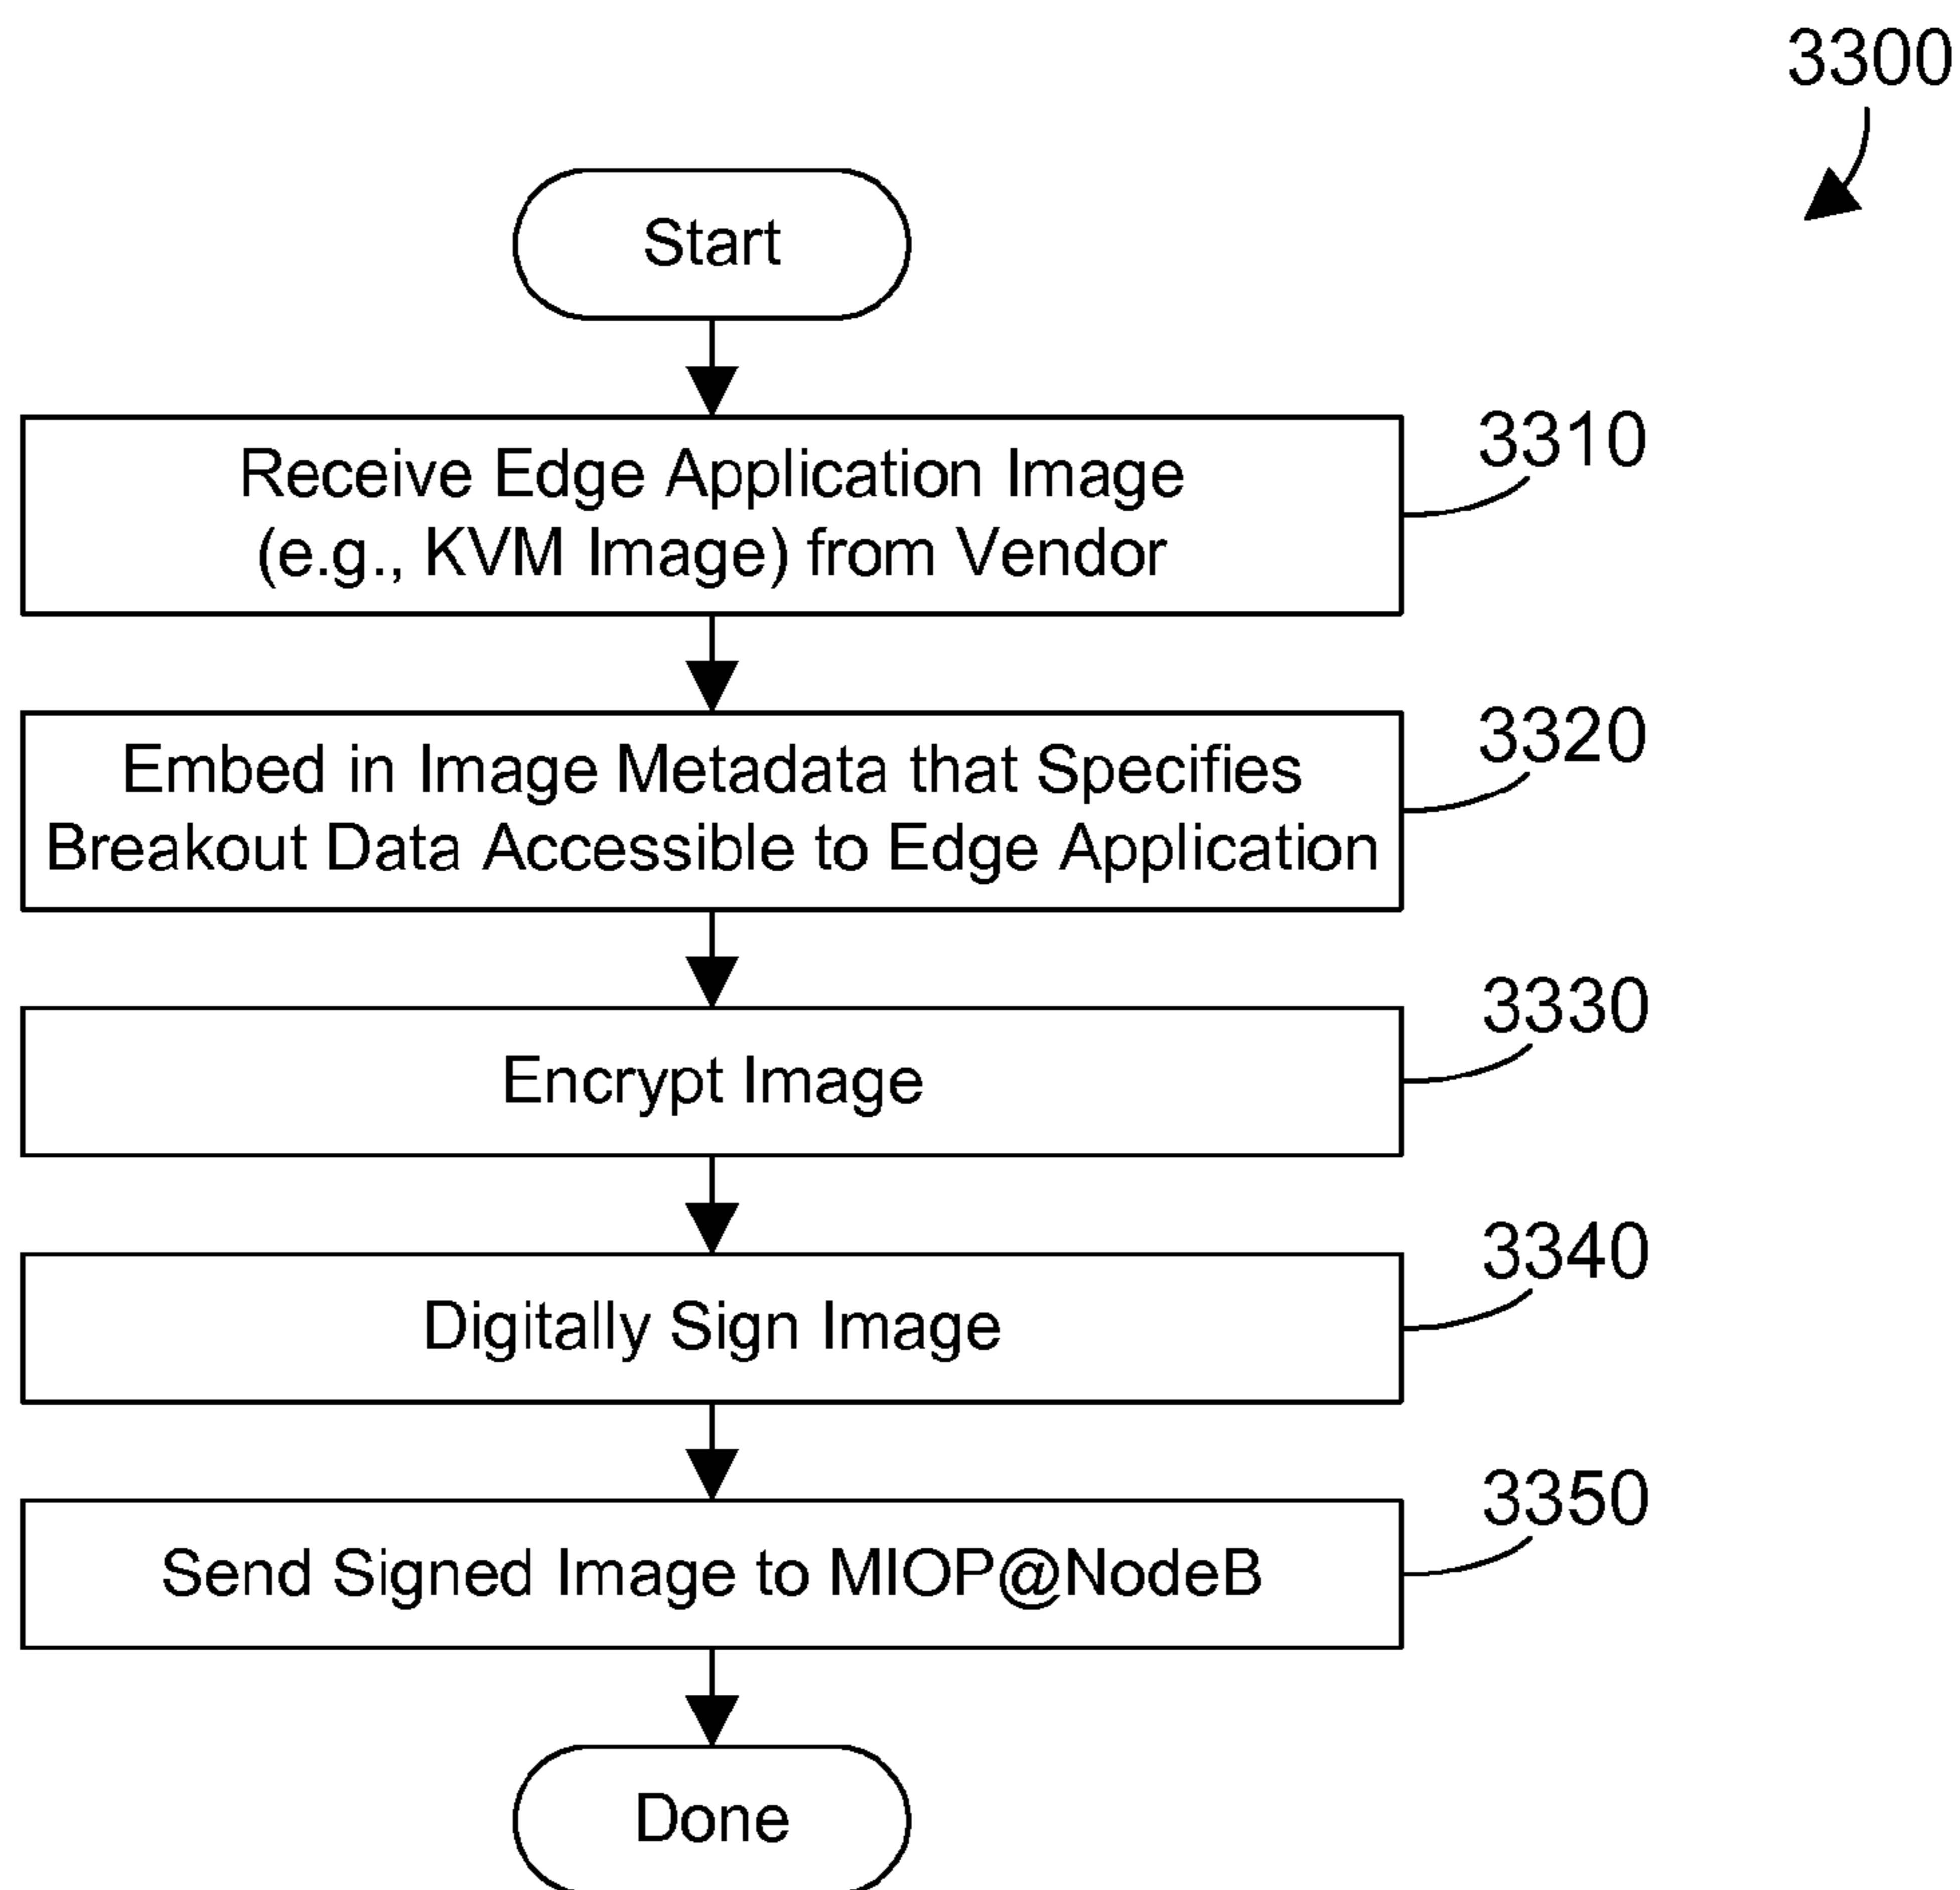 3300
Start
Receive Edge Application Image
(e.g., KVM Image) from Vendor
3310
Embed in Image Metadata that Specifies
Breakout Data Accessible to Edge Application
3320
Encrypt Image
3330
Digitally Sign Image
3340
Send Signed Image to MIOP@NodeB
3350
Done